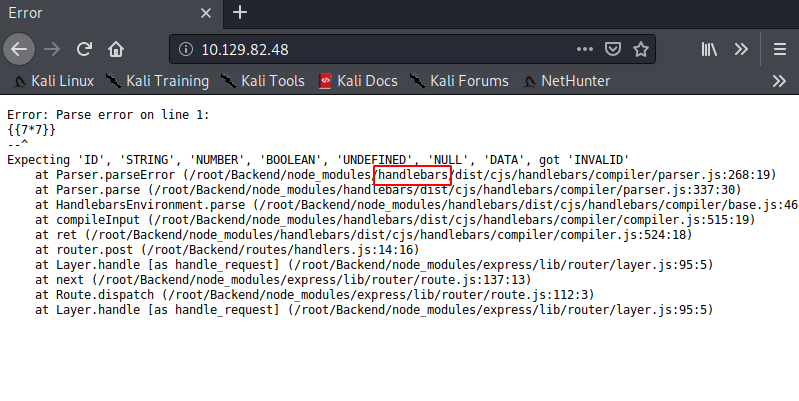 Error
10.129.82.48
Kali Linux Kali Training Kali Tools Kali Docs Kali Forums NetHunter
Error: Parse error on line 1:
{{7*7}}
--^
Expecting 'ID', 'STRING', 'NUMBER', 'BOOLEAN', 'UNDEFINED', 'NULL', 'DATA', got 'INVALID'
at Parser.parseError (/root/Backend/node_modules/handlebars/dist/cjs/handlebars/compiler/parser.js:268:19)
at Parser.parse (/root/Backend/node_modules/handlebars/dist/cjs/handlebars/compiler/parser.js:337:30)
at HandlebarsEnvironment.parse (/root/Backend/node_modules/handlebars/dist/cjs/handlebars/compiler/base.js:46
at compileInput (/root/Backend/node_modules/handlebars/dist/cjs/handlebars/compiler/compiler.js:515:19)
at ret (/root/Backend/node_modules/handlebars/dist/cjs/handlebars/compiler/compiler.js:524:18)
at router.post (/root/Backend/routes/handlers.js:14:16)
at Layer.handle [as handle_request] (/root/Backend/node_modules/express/lib/router/layer.js:95:5)
at next (/root/Backend/node_modules/express/lib/router/route.js:137:13)
at Route.dispatch (/root/Backend/node_modules/express/lib/router/route.js:112:3)
at Layer.handle [as handle_request] (/root/Backend/node_modules/express/lib/router/layer.js:95:5)